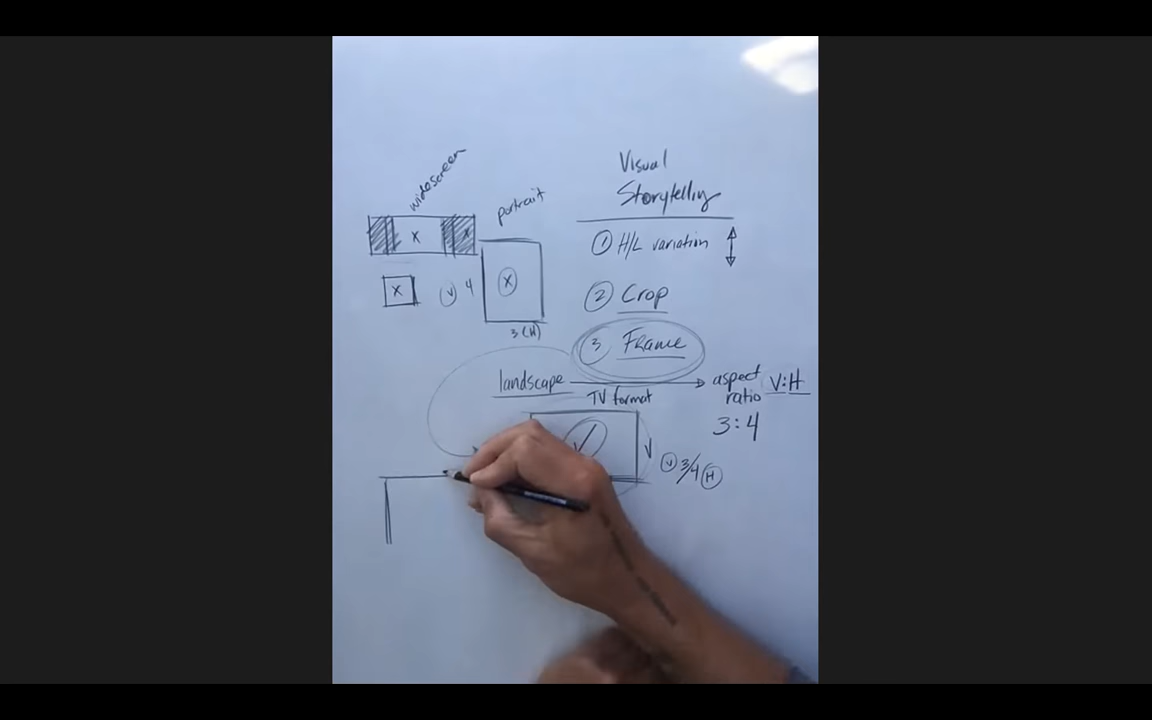 widescreen
portrait
Visual
Storytelling
① H/L variation
X X
X
X
V 4
3 (H)
② Crop
3 Frame
landscape
TV format
aspect V:H
ratio
3:4
V
V 3/4 H